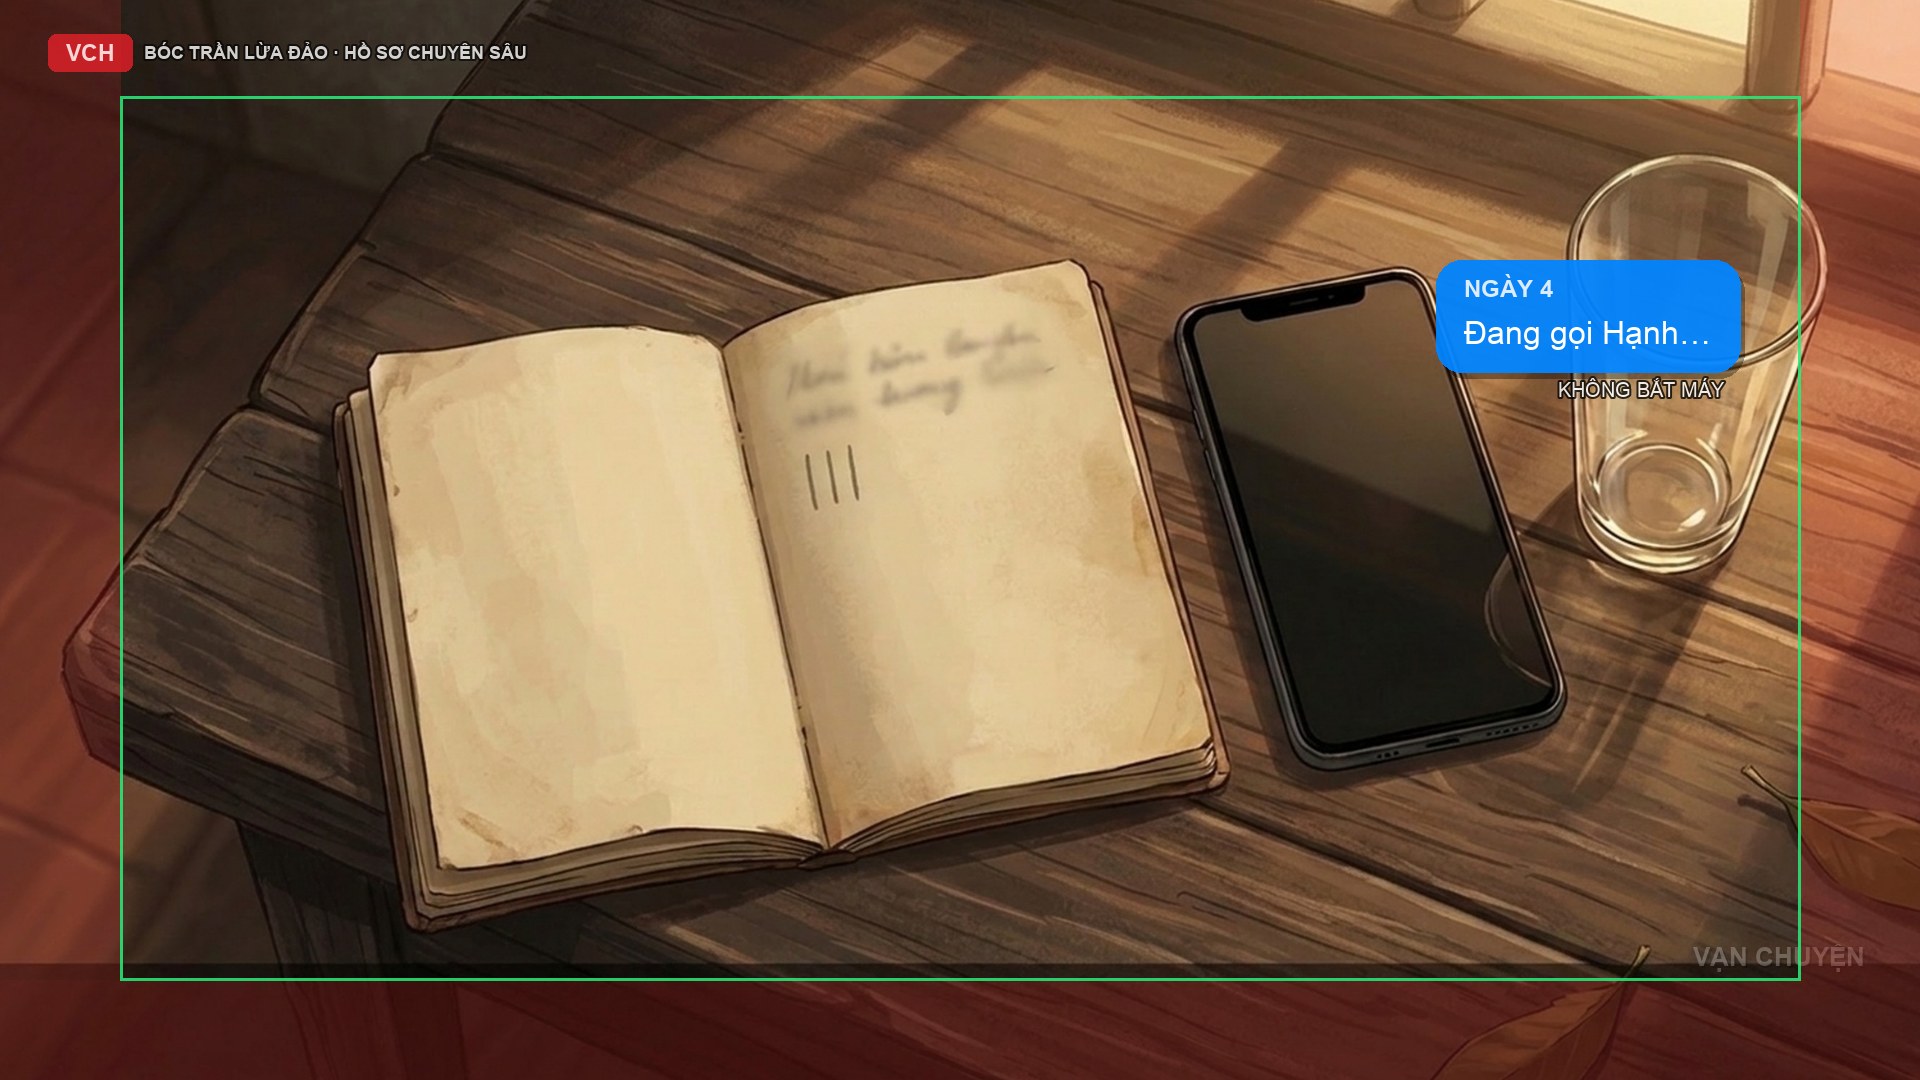 VCH
BÓC TRẦN LỪA ĐẢO · HỒ SƠ CHUYÊN SÂU
NGÀY 4
Đang gọi Hạnh...
KHÔNG BẮT MÁY
VẠN CHUYỆN